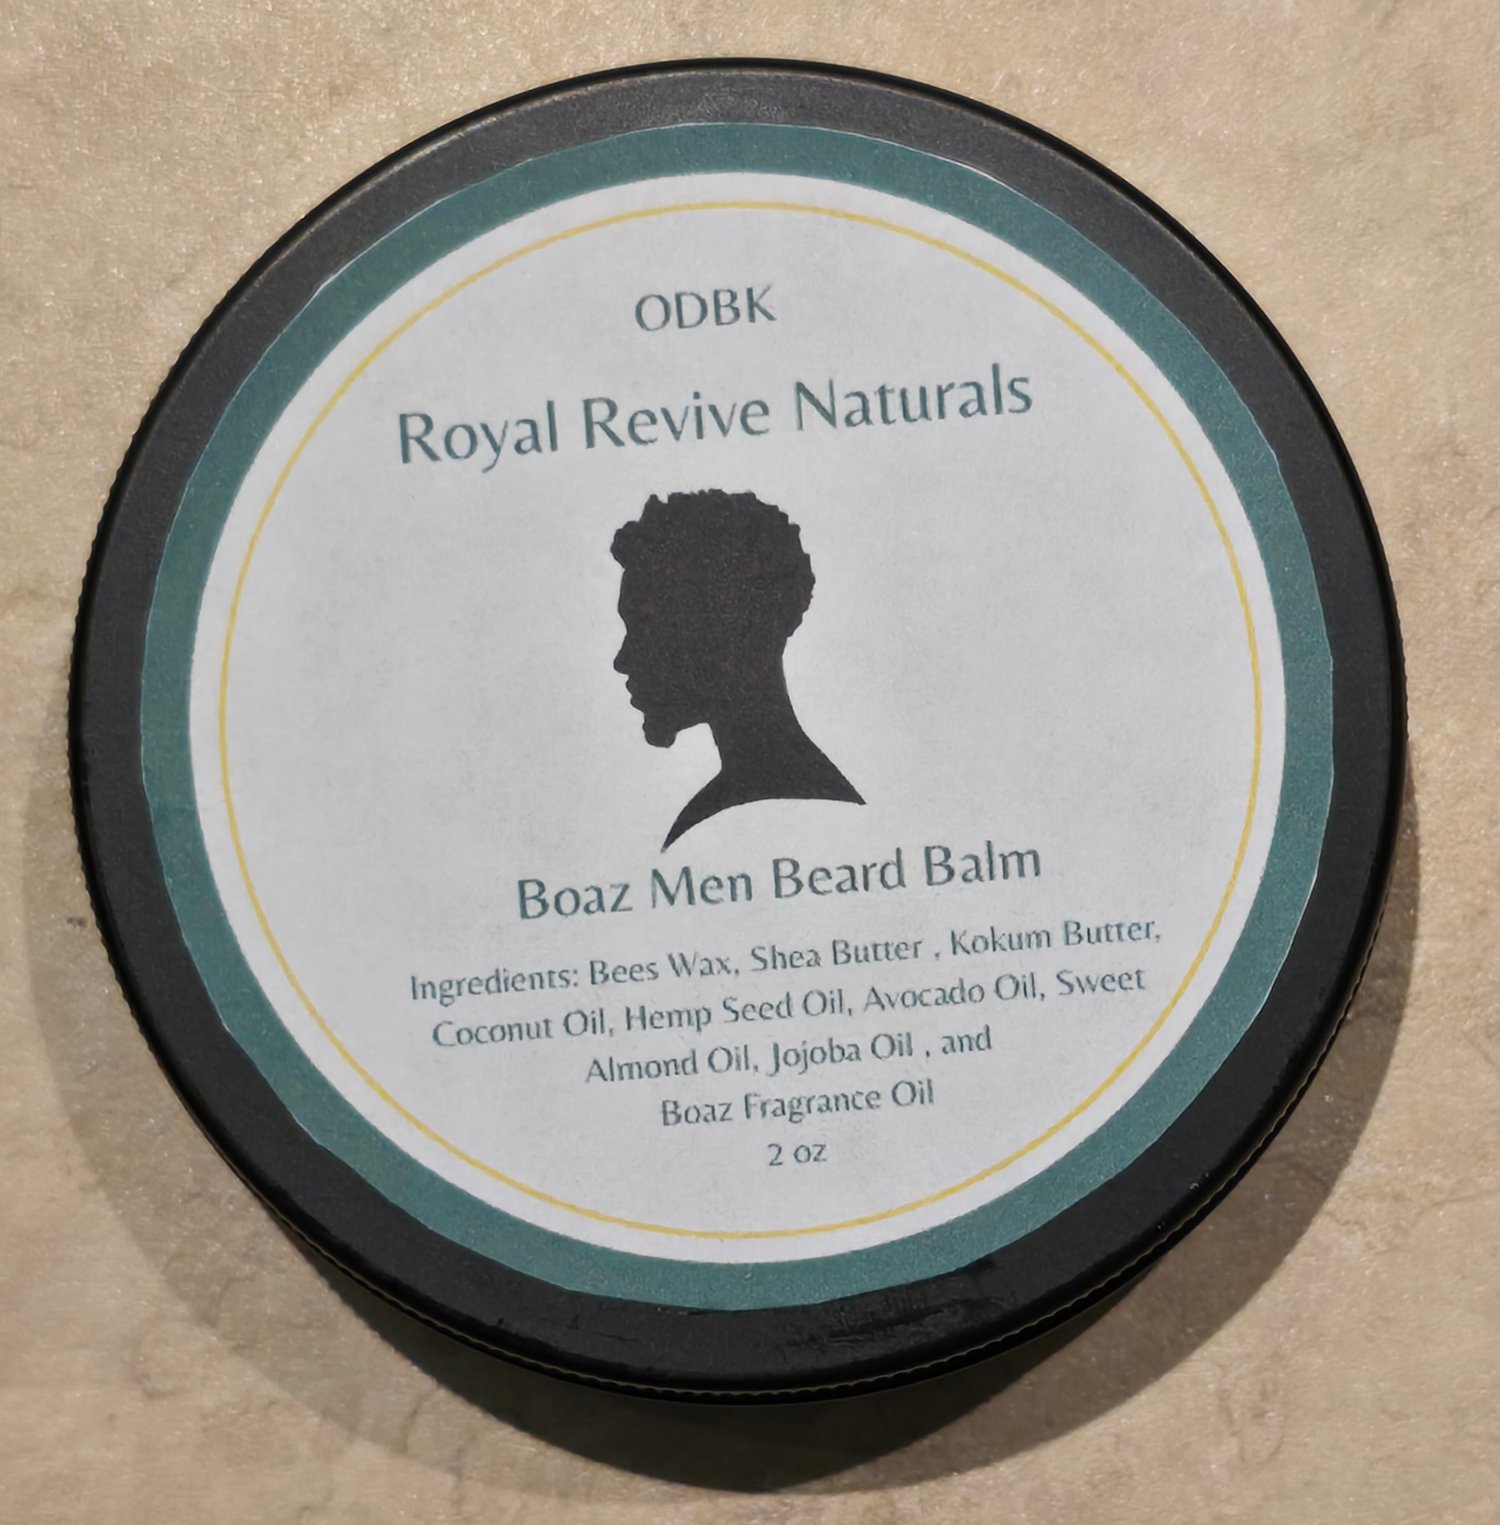 ODBK
Royal Revive Naturals
Boaz Men Beard Balm
Ingredients: Bees Wax, Shea Butter , Kokum Butter,
Coconut Oil, Hemp Seed Oil, Avocado Oil, Sweet
Almond Oil, Jojoba Oil , and
Boaz Fragrance Oil
2 oz